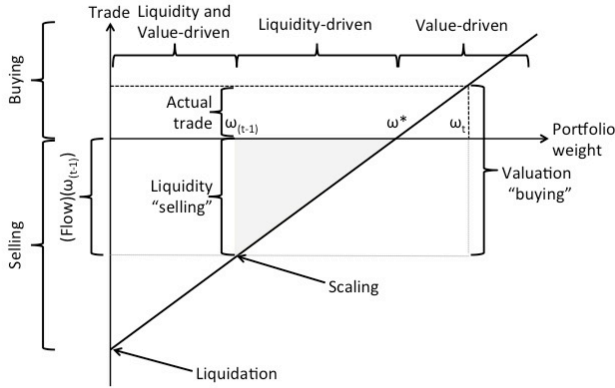 Trade
Liquidity and
Value-driven
Liquidity-driven
Value-driven
Buying
Actual
trade
ω(t-1)
ω*
ωt
Portfolio
weight
Selling
(Flow)(ω(t-1))
Liquidity
“selling”
Valuation
“buying”
Scaling
Liquidation